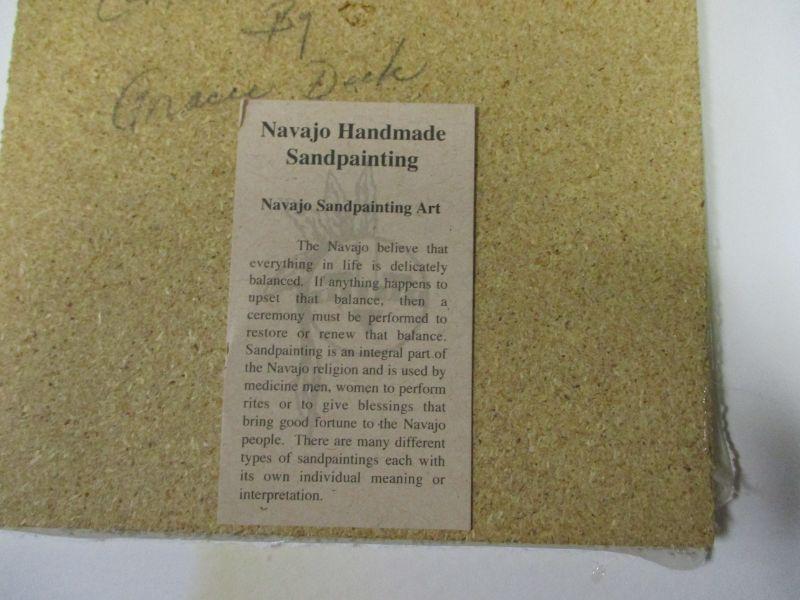 By
Gracie Deck
Navajo Handmade
Sandpainting
Navajo Sandpainting Art
The Navajo believe that
everything in life is delicately
balanced. If anything happens to
upset that balance, then a
ceremony must be performed to
restore or renew that balance.
Sandpainting is an integral part of
the Navajo religion and is used by
medicine men, women to perform
rites or to give blessings that
bring good fortune to the Navajo
people. There are many different
types of sandpaintings each with
its own individual meaning or
interpretation.